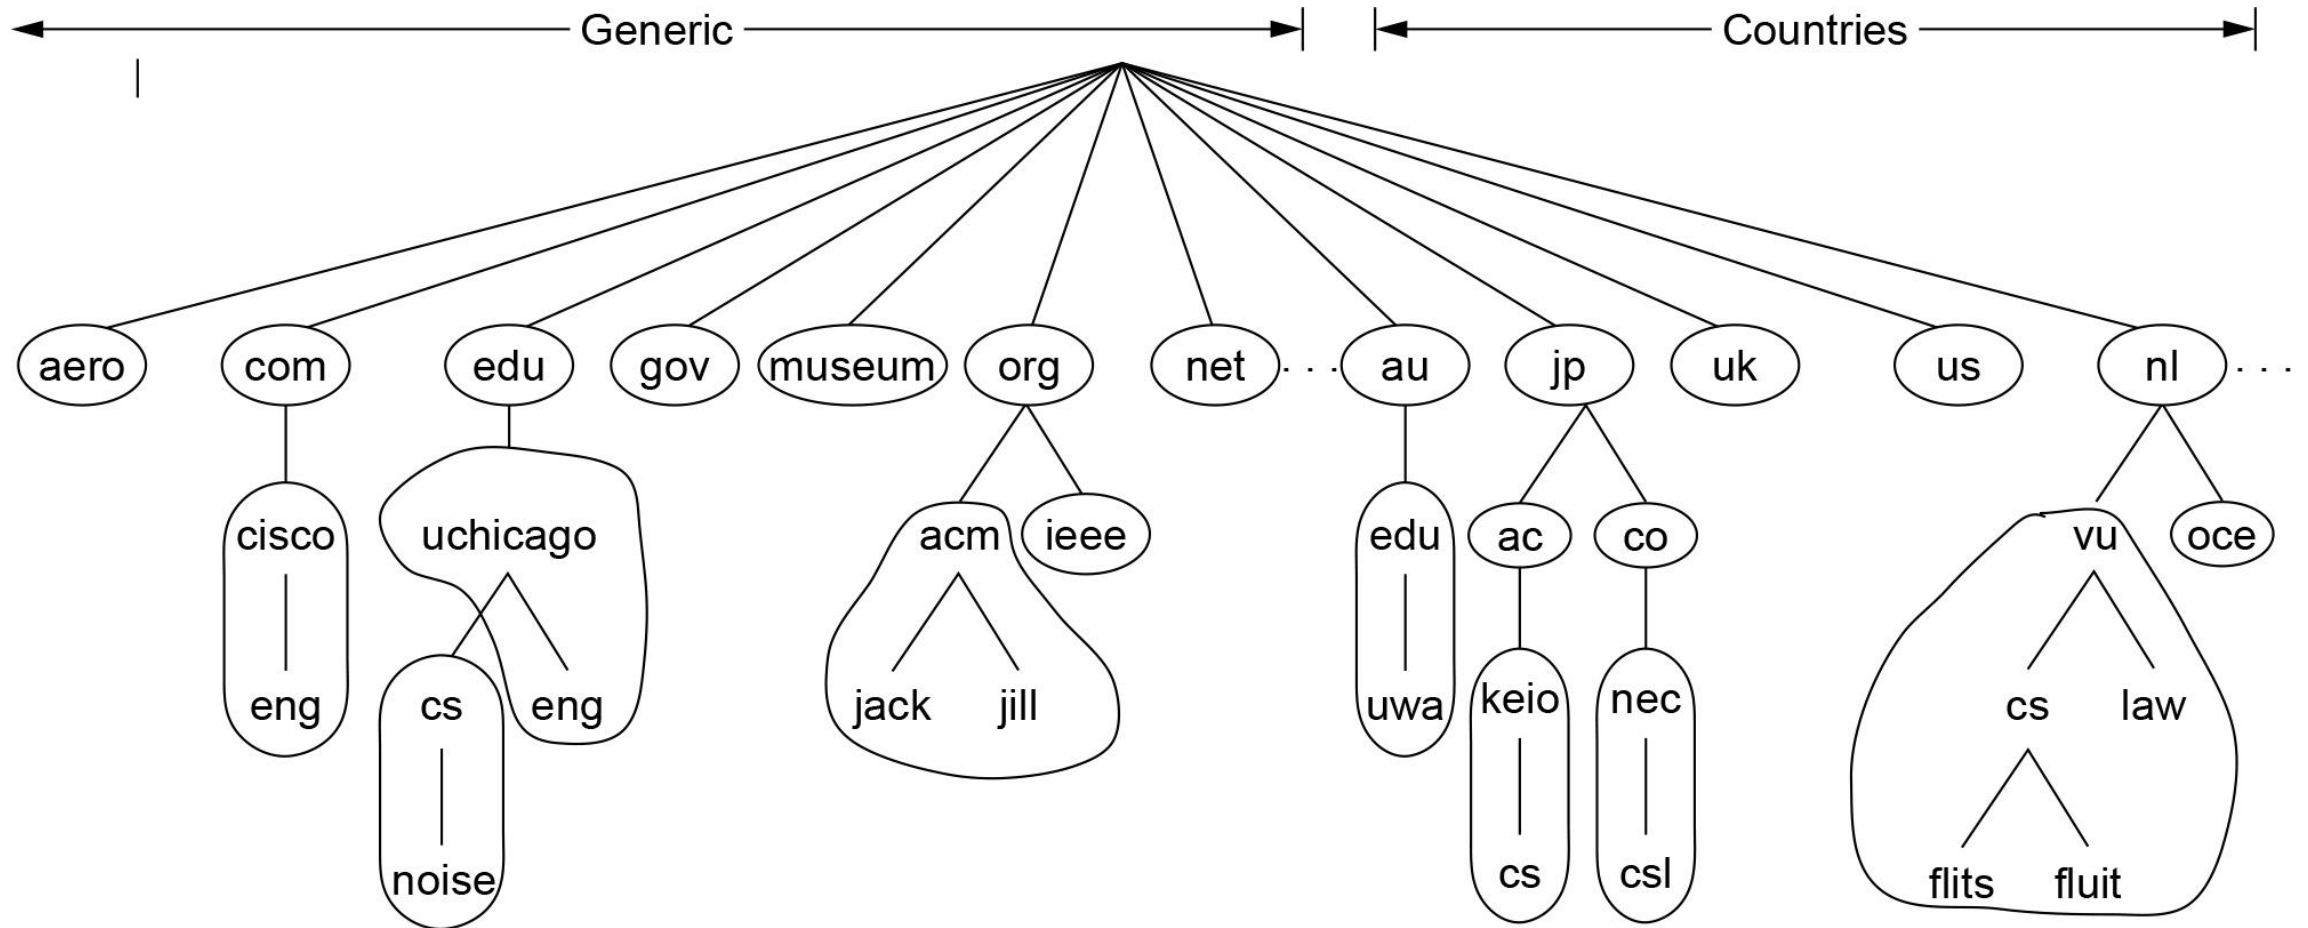 Generic Countries
aero com edu gov museum org net . . . au jp uk us nl . . .
cisco uchicago acm ieee edu ac co vu oce
eng cs eng jack jill uwa keio nec cs law
noise cs csl flits fluit